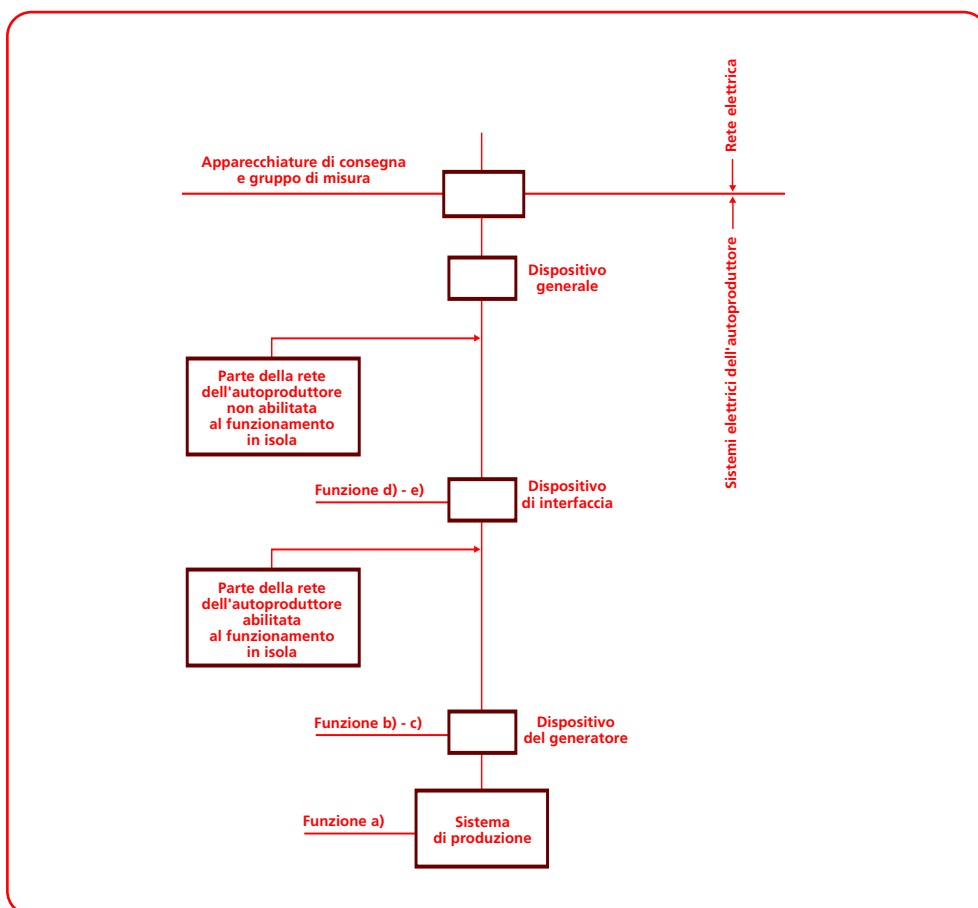 Rete elettrica
Apparecchiature di consegna
e gruppo di misura
Sistemi elettrici dell'autoproduttore
Dispositivo
generale
Parte della rete
dell'autoproduttore
non abilitata
al funzionamento
in isola
Funzione d) - e)
Dispositivo
di interfaccia
Parte della rete
dell'autoproduttore
abilitata
al funzionamento
in isola
Funzione b) - c)
Dispositivo
del generatore
Funzione a)
Sistema
di produzione